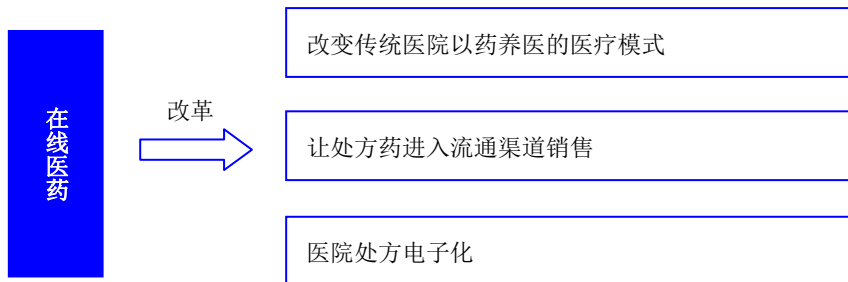 在线医药
改革
改变传统医院以药养医的医疗模式
让处方药进入流通渠道销售
医院处方电子化